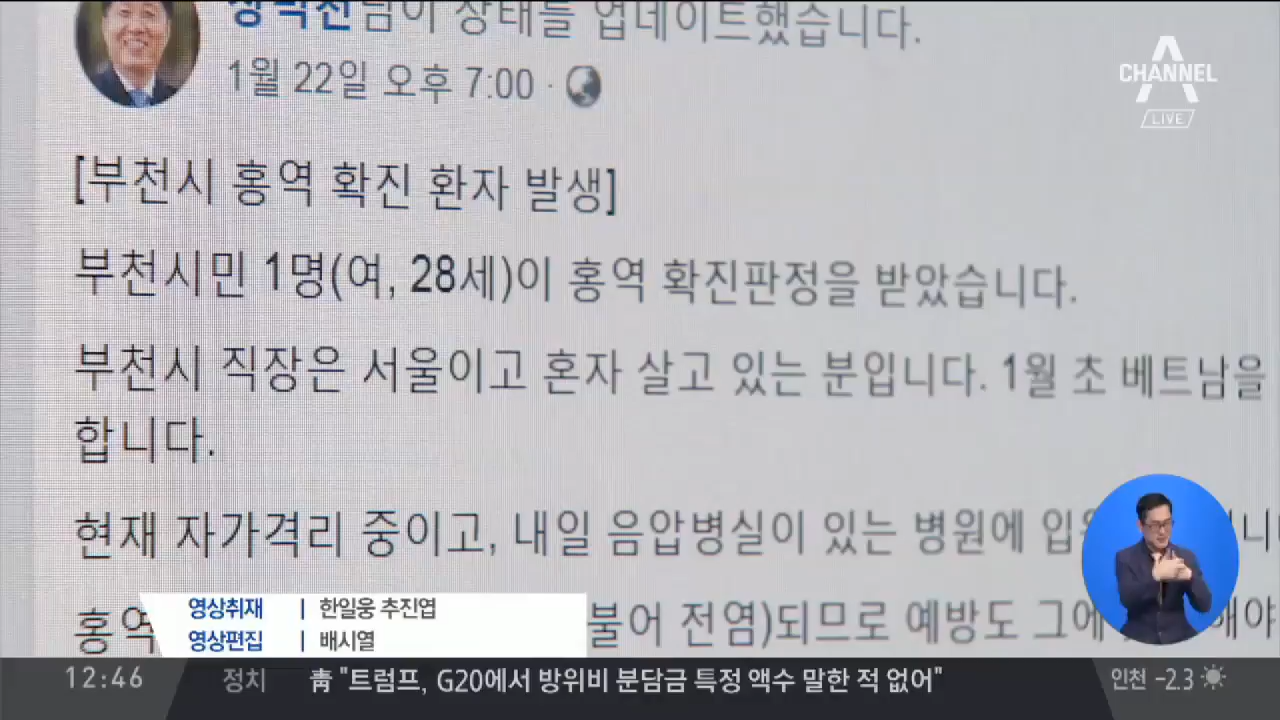 님이 상태를 업데이트했습니다.
1월 22일 오후 7:00 ·
CHANNEL A
LIVE
[부천시 홍역 확진 환자 발생]
부천시민 1명(여, 28세)이 홍역 확진판정을 받았습니다.
부천시 직장은 서울이고 혼자 살고 있는 분입니다. 1월 초 베트남을
합니다.
현재 자가격리 중이고, 내일 음압병실이 있는 병원에
홍역 불어 전염)되므로 예방도 그에
영상취재 | 한일웅 추진엽
영상편집 | 배시열
12:46 정치 靑 "트럼프, G20에서 방위비 분담금 특정 액수 말한 적 없어" 인천 -2.3